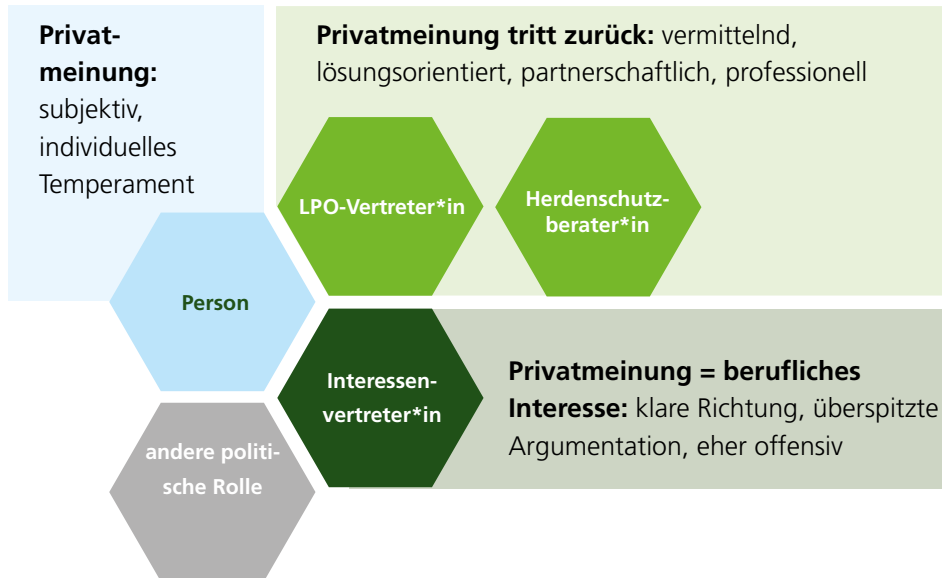 Privat-
meinung:
subjektiv,
individuelles
Temperament
Privatmeinung tritt zurück: vermittelnd,
lösungsorientiert, partnerschaftlich, professionell
LPO-Vertreter*in
Herdenschutz-
berater*in
Person
Interessen-
vertreter*in
Privatmeinung = berufliches
Interesse: klare Richtung, überspitzte
Argumentation, eher offensiv
andere politi-
sche Rolle